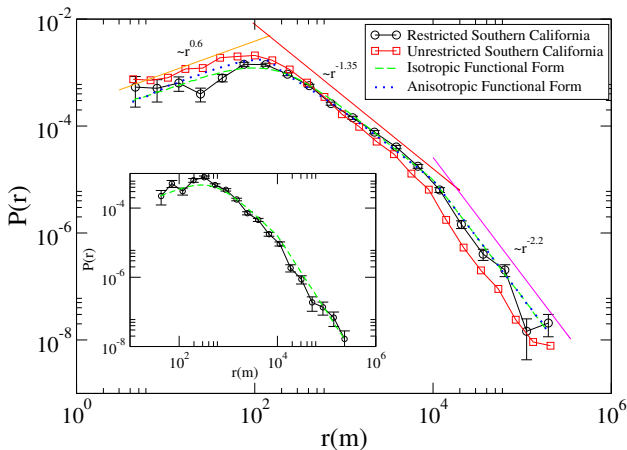 10^-2
10^-4
10^-6
10^-8
P(r)
~r^0.6
~r^-1.35
~r^-2.2
Restricted Southern California
Unrestricted Southern California
Isotropic Functional Form
Anisotropic Functional Form
10^-4
10^-6
10^-8
P(r)
10^2
10^4
10^6
r(m)
10^0
10^2
10^4
10^6
r(m)